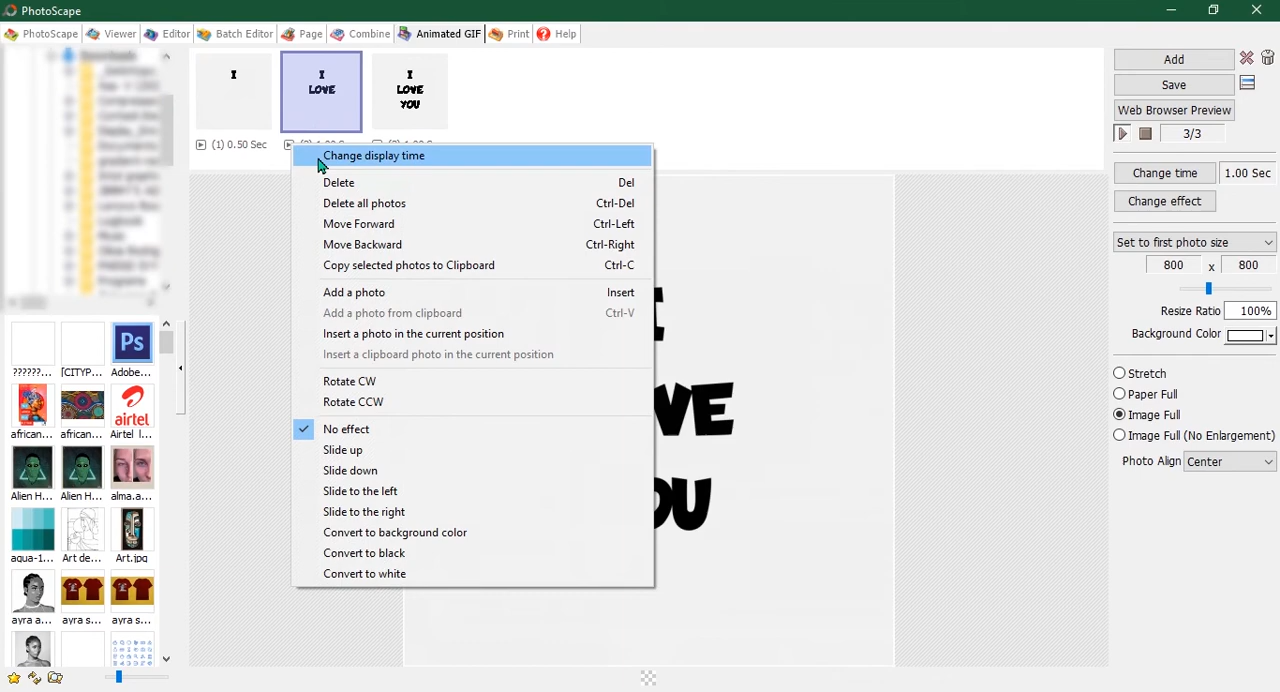 PhotoScape
PhotoScape Viewer Editor Batch Editor Page Combine Animated GIF Print Help
I
I
LOVE
I
LOVE
YOU
(1) 0.50 Sec
Change display time
Delete Del
Delete all photos Ctrl-Del
Move Forward Ctrl-Left
Move Backward Ctrl-Right
Copy selected photos to Clipboard Ctrl-C
Add a photo Insert
Add a photo from clipboard Ctrl-V
Insert a photo in the current position
Insert a clipboard photo in the current position
Rotate CW
Rotate CCW
No effect
Slide up
Slide down
Slide to the left
Slide to the right
Convert to background color
Convert to black
Convert to white
Add
Save
Web Browser Preview
3/3
Change time 1.00 Sec
Change effect
Set to first photo size
800 x 800
Resize Ratio 100%
Background Color
Stretch
Paper Full
Image Full
Image Full (No Enlargement)
Photo Align Center
Ps
??????... [CITYP... Adobe...
airtel
african... african... Airtel l...
Alien H... Alien H... alma.a...
aqua-1... Art de... Art.jpg
ayra a... ayra s... ayra s...